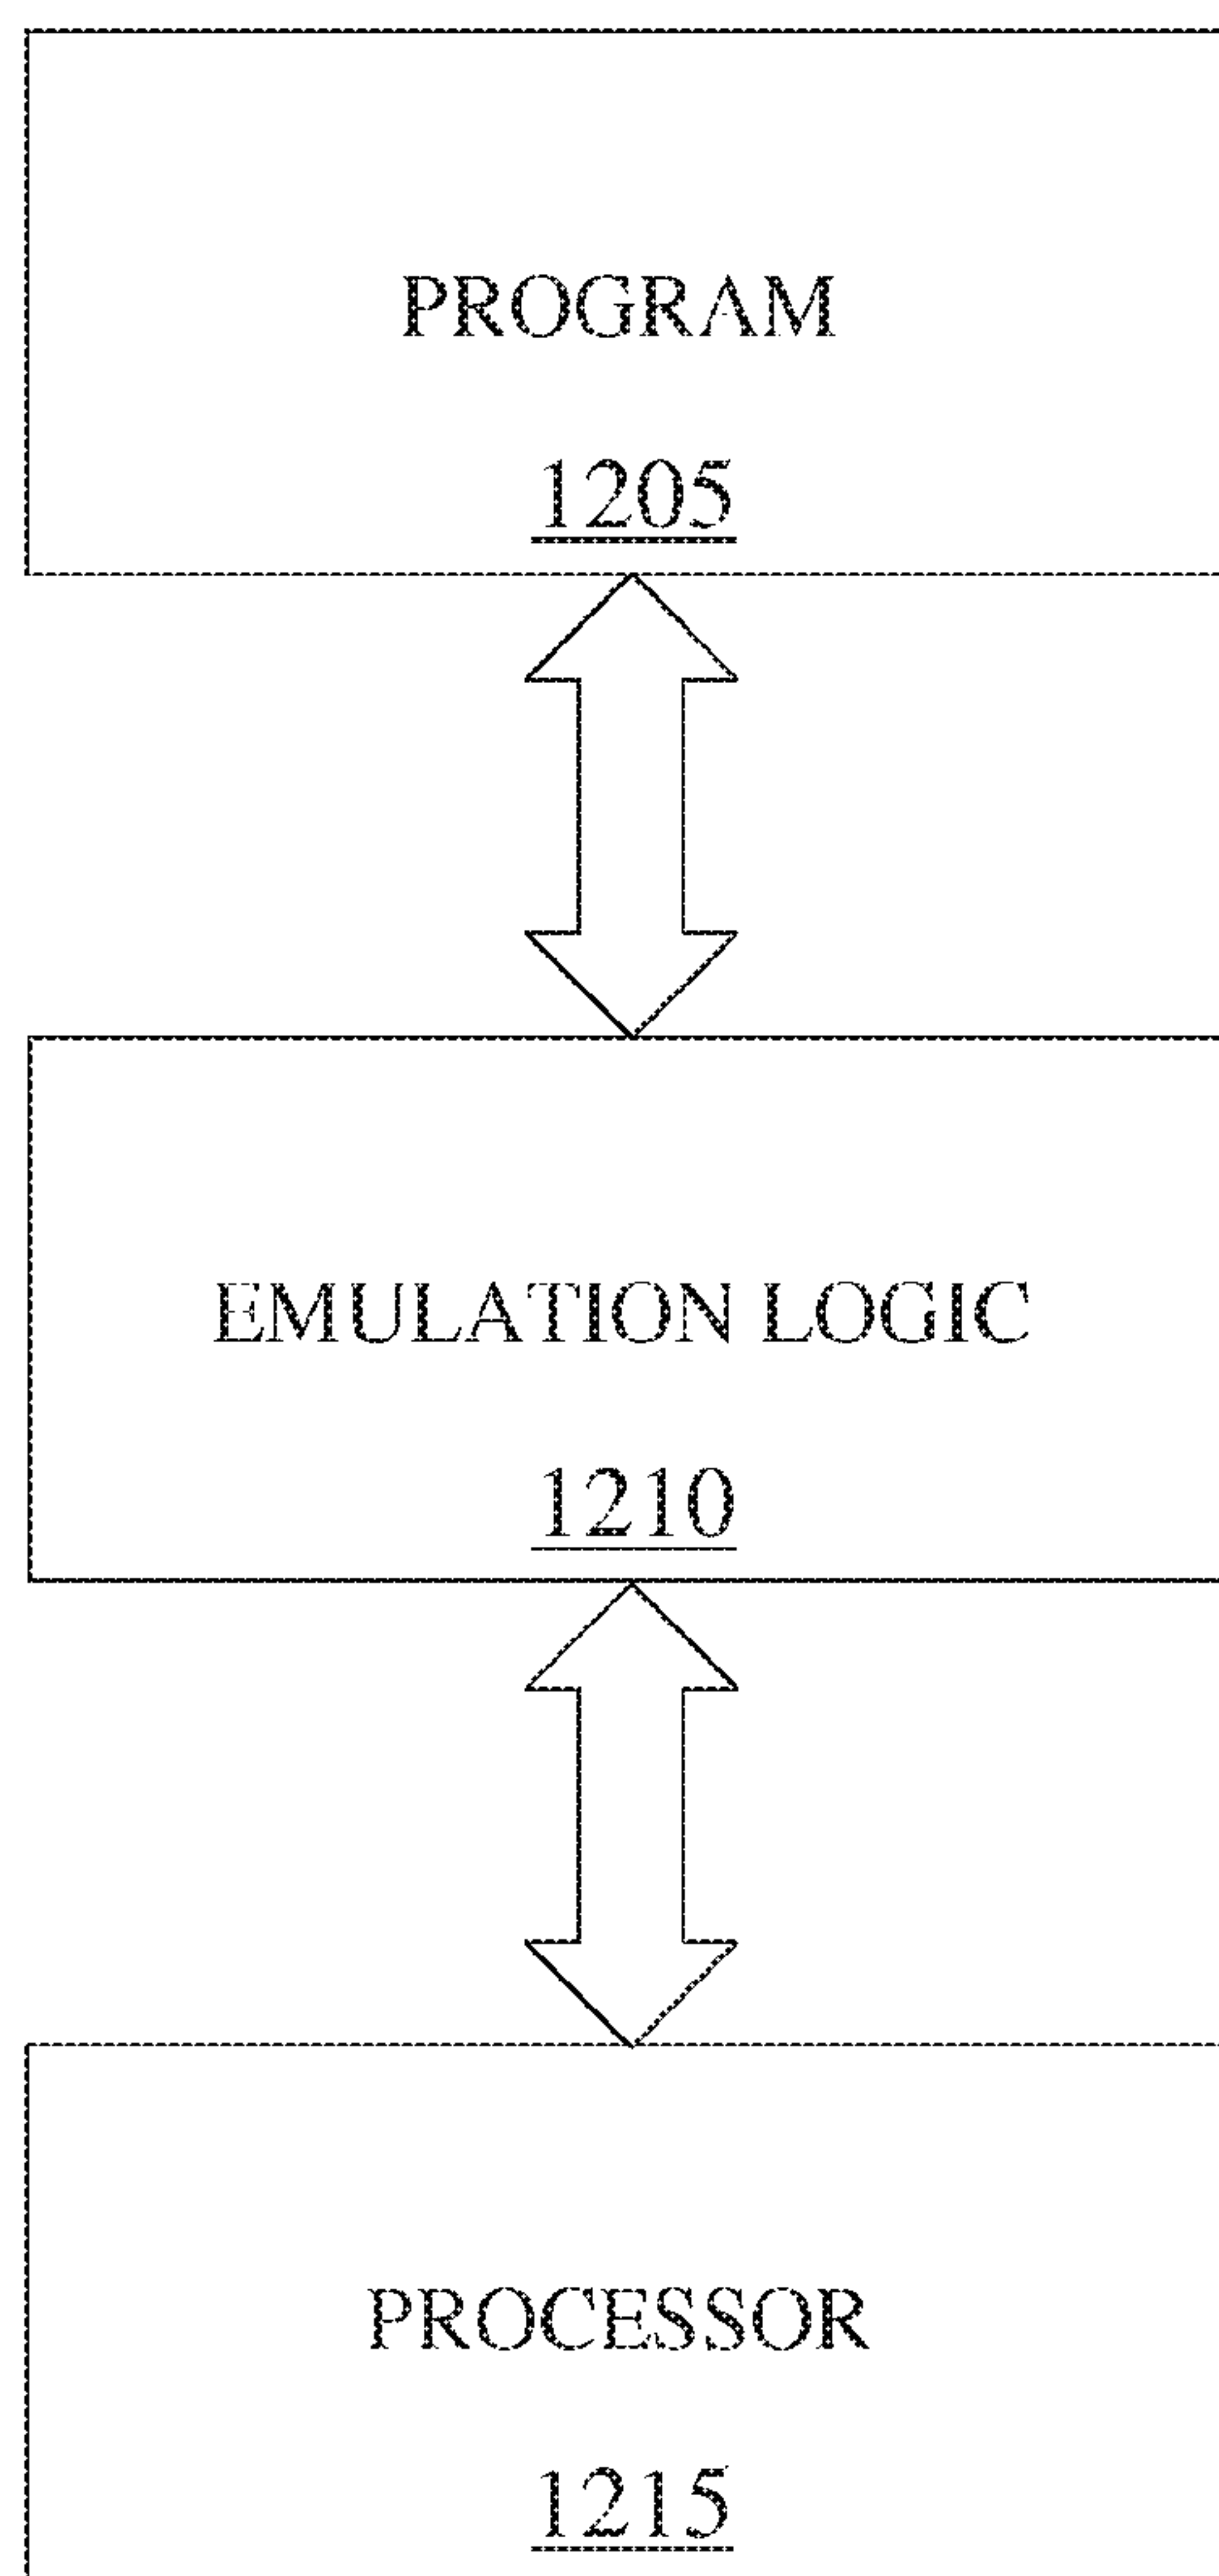 PROGRAM
1205
EMULATION LOGIC
1210
PROCESSOR
1215